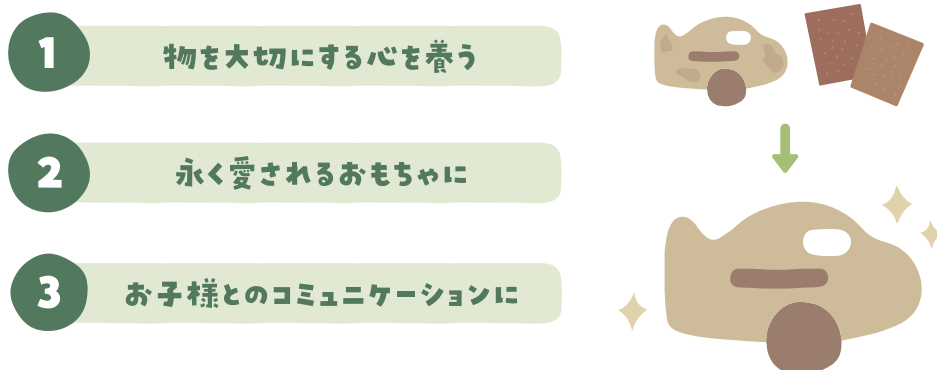 1
物を大切にする心を養う
2
永く愛されるおもちゃに
3
お子様とのコミュニケーションに